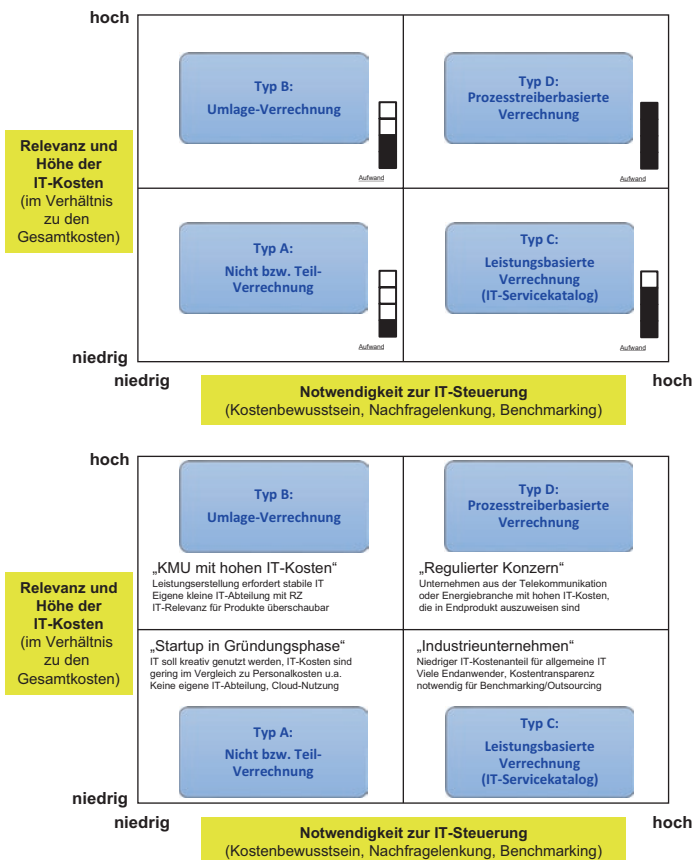 hoch
Typ B:
Umlage-Verrechnung
Aufwand
Typ D:
Prozesstreiberbasierte
Verrechnung
Aufwand
Relevanz und
Höhe der
IT-Kosten
(im Verhältnis
zu den
Gesamtkosten)
Typ A:
Nicht bzw. Teil-
Verrechnung
Aufwand
Typ C:
Leistungsbasierte
Verrechnung
(IT-Servicekatalog)
Aufwand
niedrig
niedrig
Notwendigkeit zur IT-Steuerung
(Kostenbewusstsein, Nachfragelenkung, Benchmarking)
hoch
hoch
Typ B:
Umlage-Verrechnung
„KMU mit hohen IT-Kosten“
Leistungserstellung erfordert stabile IT
Eigene kleine IT-Abteilung mit RZ
IT-Relevanz für Produkte überschaubar
Typ D:
Prozesstreiberbasierte
Verrechnung
„Regulierter Konzern“
Unternehmen aus der Telekommunikation
oder Energiebranche mit hohen IT-Kosten,
die in Endprodukt auszuweisen sind
Relevanz und
Höhe der
IT-Kosten
(im Verhältnis
zu den
Gesamtkosten)
„Startup in Gründungsphase“
IT soll kreativ genutzt werden, IT-Kosten sind
gering im Vergleich zu Personalkosten u.a.
Keine eigene IT-Abteilung, Cloud-Nutzung
Typ A:
Nicht bzw. Teil-
Verrechnung
„Industrieunternehmen“
Niedriger IT-Kostenanteil für allgemeine IT
Viele Endanwender, Kostentransparenz
notwendig für Benchmarking/Outsourcing
Typ C:
Leistungsbasierte
Verrechnung
(IT-Servicekatalog)
niedrig
niedrig
Notwendigkeit zur IT-Steuerung
(Kostenbewusstsein, Nachfragelenkung, Benchmarking)
hoch